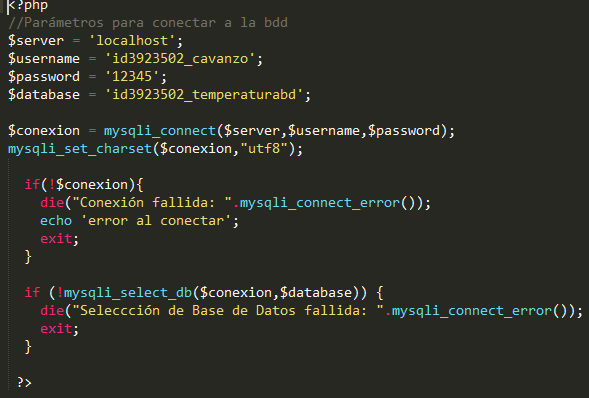 <?php
//Parámetros para conectar a la bdd
$server = 'localhost';
$username = 'id3923502_cavanzo';
$password = '12345';
$database = 'id3923502_temperaturabd';
$conexion = mysqli_connect($server,$username,$password);
mysqli_set_charset($conexion,"utf8");
if(!$conexion){
die("Conexión fallida: ".mysqli_connect_error());
echo 'error al conectar';
exit;
}
if (!mysqli_select_db($conexion,$database)) {
die("Seleccción de Base de Datos fallida: ".mysqli_connect_error());
exit;
}
?>